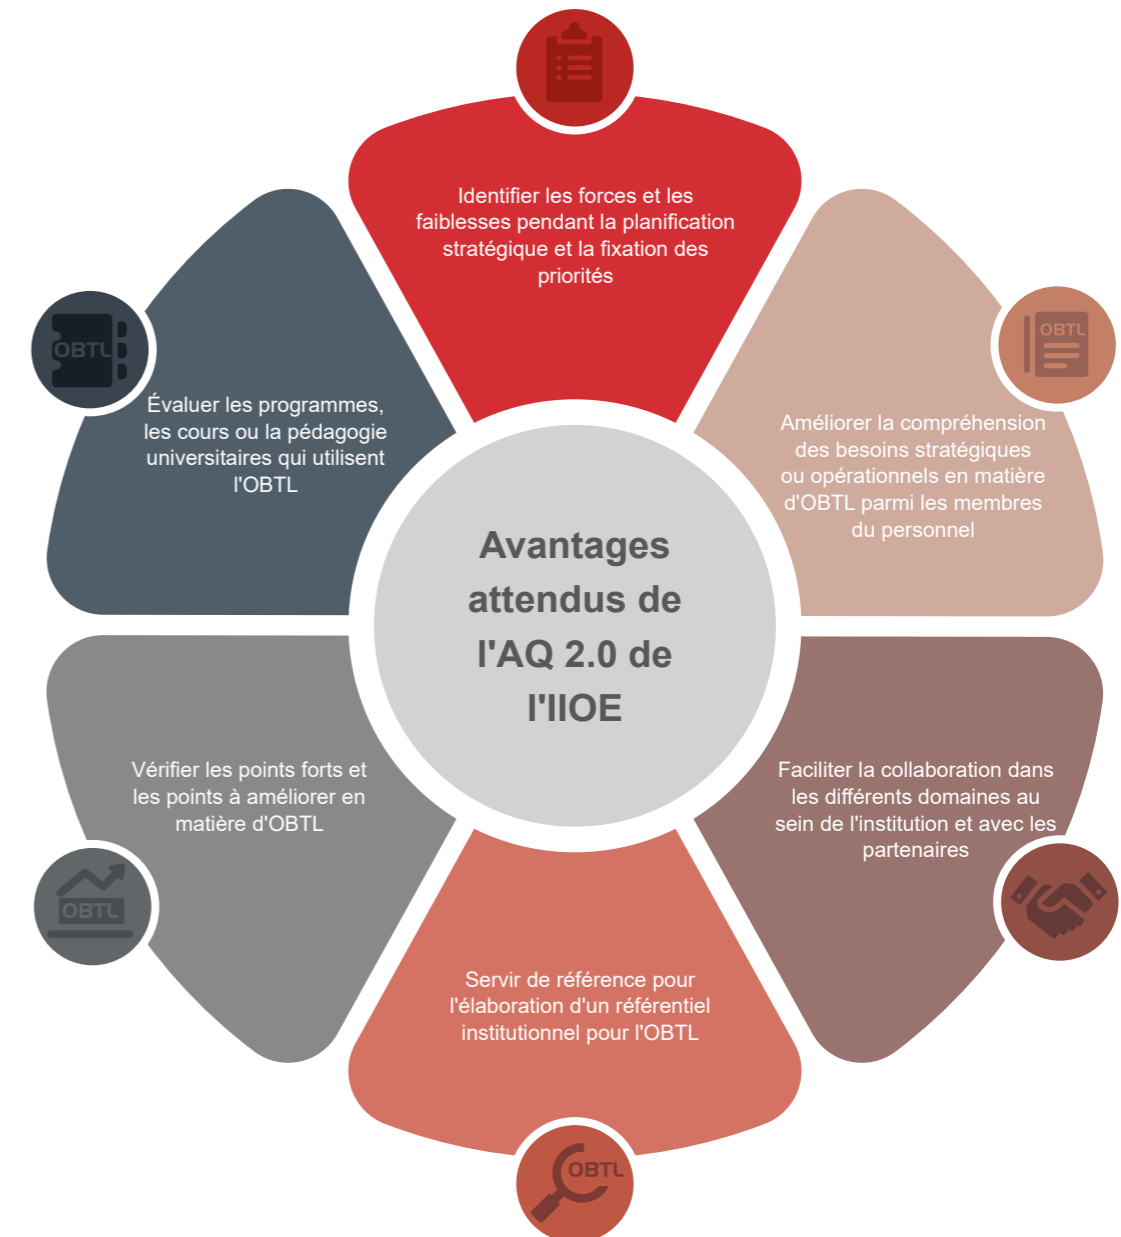 Identifier les forces et les
faiblesses pendant la planification
stratégique et la fixation des
priorités
OBTL
Améliorer la compréhension
des besoins stratégiques
ou opérationnels en matière
d'OBTL parmi les membres
du personnel
Faciliter la collaboration dans
les différents domaines au
sein de l'institution et avec les
partenaires
Servir de référence pour
l'élaboration d'un référentiel
institutionnel pour l'OBTL
OBTL
Vérifier les points forts et
les points à améliorer en
matière d'OBTL
OBTL
OBTL
Évaluer les programmes,
les cours ou la pédagogie
universitaires qui utilisent
l'OBTL
Avantages
attendus de
l'AQ 2.0 de
l'IIOE